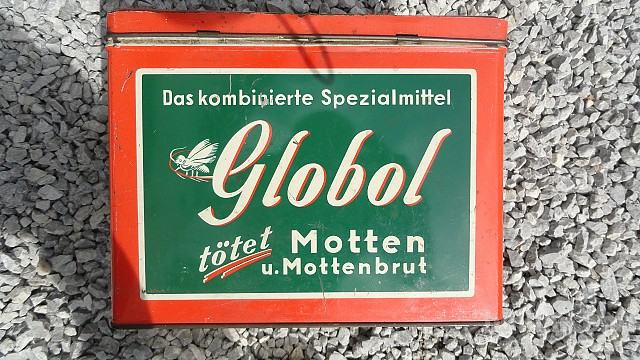 Das kombinierte Spezialmittel
Globol
tötet Motten
u. Mottenbrut